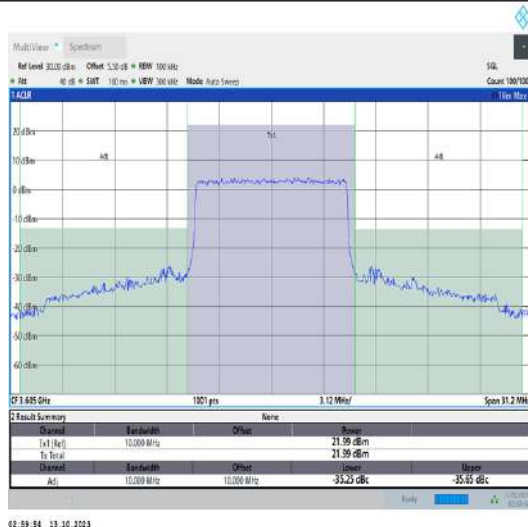 MultiView Spectrum
Ref Level 30.00 dBm Offset 5.50 dB RBW 100 kHz SGL
Att 40 dB SWT 100 ms VBW 300 kHz Mode Auto Sweep Count 100/100
1 ACLR 1Rm Max
20 dBm Tx1
10 dBm Adj Adj
0 dBm
-10 dBm
-20 dBm
-30 dBm
-40 dBm
-50 dBm
-60 dBm
CF 3.605 GHz 1001 pts 3.12 MHz/ Span 31.2 MHz
2 Result Summary None
Channel Bandwidth Offset Power
Tx1 (Ref) 10.000 MHz 21.99 dBm
Tx Total 21.99 dBm
Channel Bandwidth Offset Lower Upper
Adj 10.000 MHz 10.000 MHz -35.25 dBc -35.65 dBc
Ready
02:59:54 13.10.2023